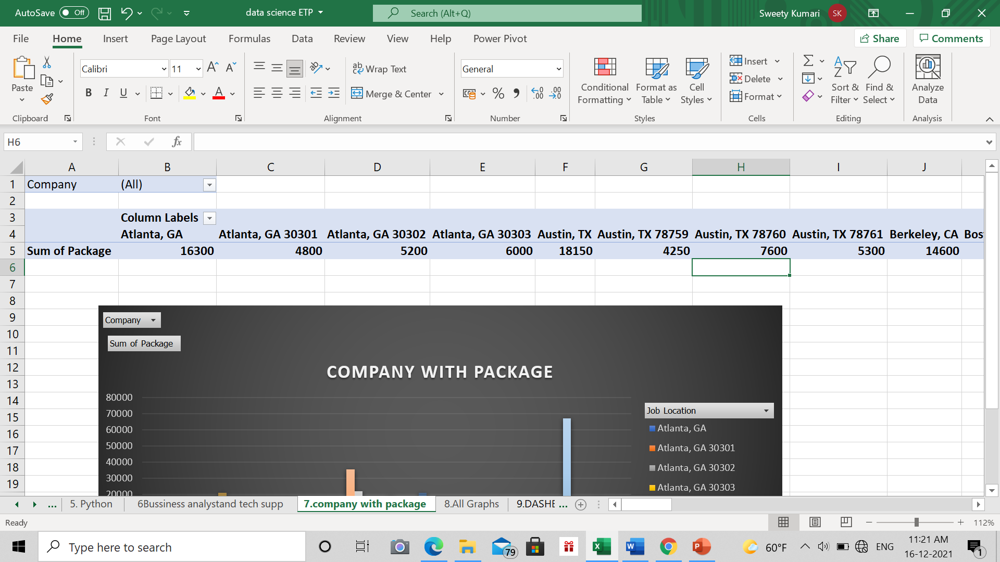 AutoSave Off data science ETP Search (Alt+Q) Sweety Kumari SK
File Home Insert Page Layout Formulas Data Review View Help Power Pivot Share Comments
Calibri 11 ab Wrap Text General Insert
Paste B I U Merge & Center % Conditional Formatting Format as Table Cell Styles Delete Format Sort & Filter Find & Select Analyze Data
Clipboard Font Alignment Number Styles Cells Editing Analysis
H6 fx
A B C D E F G H I J
1 Company (All)
2
3 Column Labels
4 Atlanta, GA Atlanta, GA 30301 Atlanta, GA 30302 Atlanta, GA 30303 Austin, TX Austin, TX 78759 Austin, TX 78760 Austin, TX 78761 Berkeley, CA Bos
5 Sum of Package 16300 4800 5200 6000 18150 4250 7600 5300 14600
6
7
8
9 Company
10
11 Sum of Package
12 COMPANY WITH PACKAGE
13
14 80000
15 70000 Job Location
16 60000 Atlanta, GA
17 50000 Atlanta, GA 30301
18 40000 Atlanta, GA 30302
19 30000 Atlanta, GA 30303
20000
... 5. Python 6Bussiness analystand tech supp 7.company with package 8.All Graphs 9.DASHE ...
Ready 112%
Type here to search 79 60°F ENG 11:21 AM
16-12-2021 1